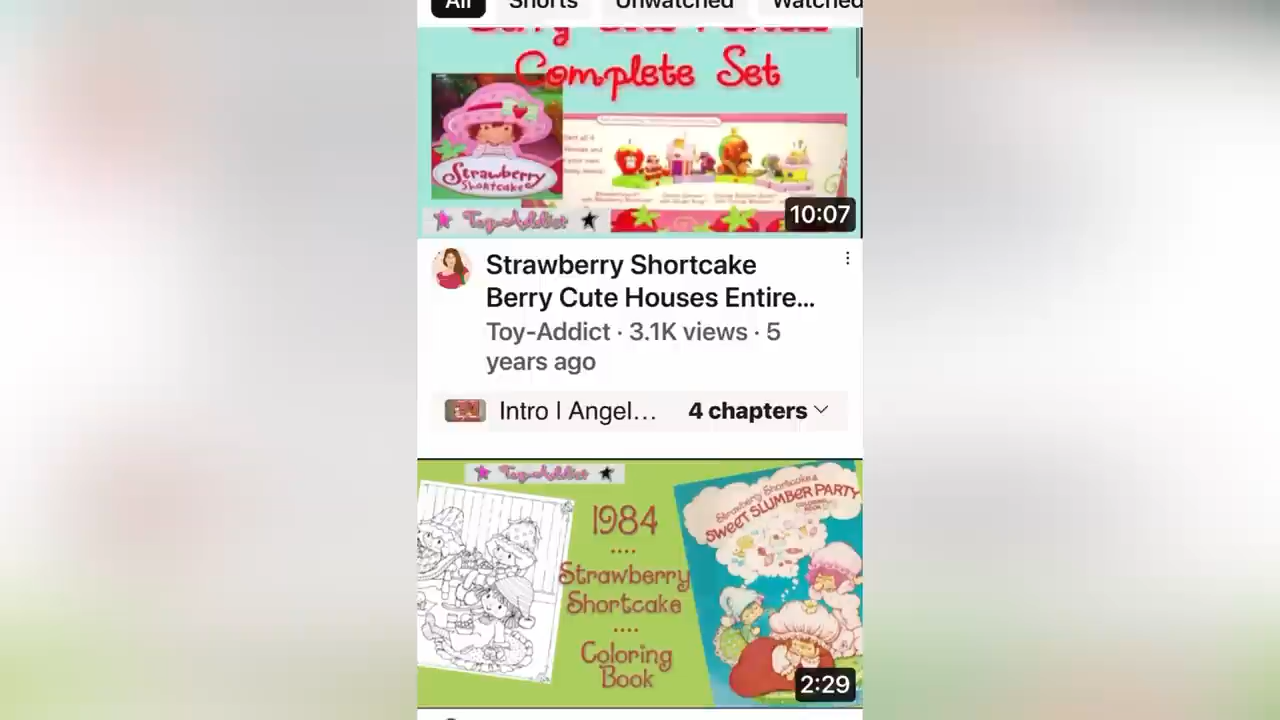 All Shorts Unwatched Watched
Complete Set
Strawberry
Shortcake
Toy-Addict
10:07
Strawberry Shortcake
Berry Cute Houses Entire...
Toy-Addict · 3.1K views · 5
years ago
Intro | Angel... 4 chapters
Toy-Addict
1984
....
Strawberry
Shortcake
....
Coloring
Book
Strawberry Shortcake &
SWEET SLUMBER PARTY
COLORING
BOOK
2:29